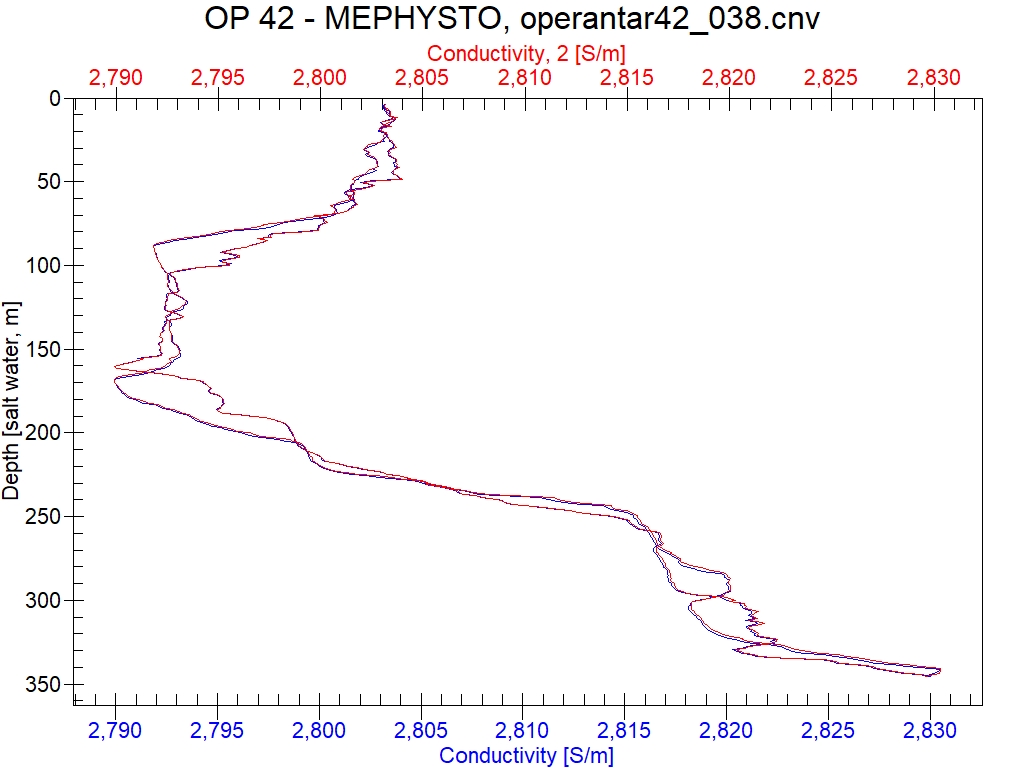 OP 42 - MEPHYSTO, operantar42_038.cnv
Conductivity, 2 [S/m]
2,790 2,795 2,800 2,805 2,810 2,815 2,820 2,825 2,830
0
50
100
150
200
250
300
350
Depth [salt water, m]
2,790 2,795 2,800 2,805 2,810 2,815 2,820 2,825 2,830
Conductivity [S/m]